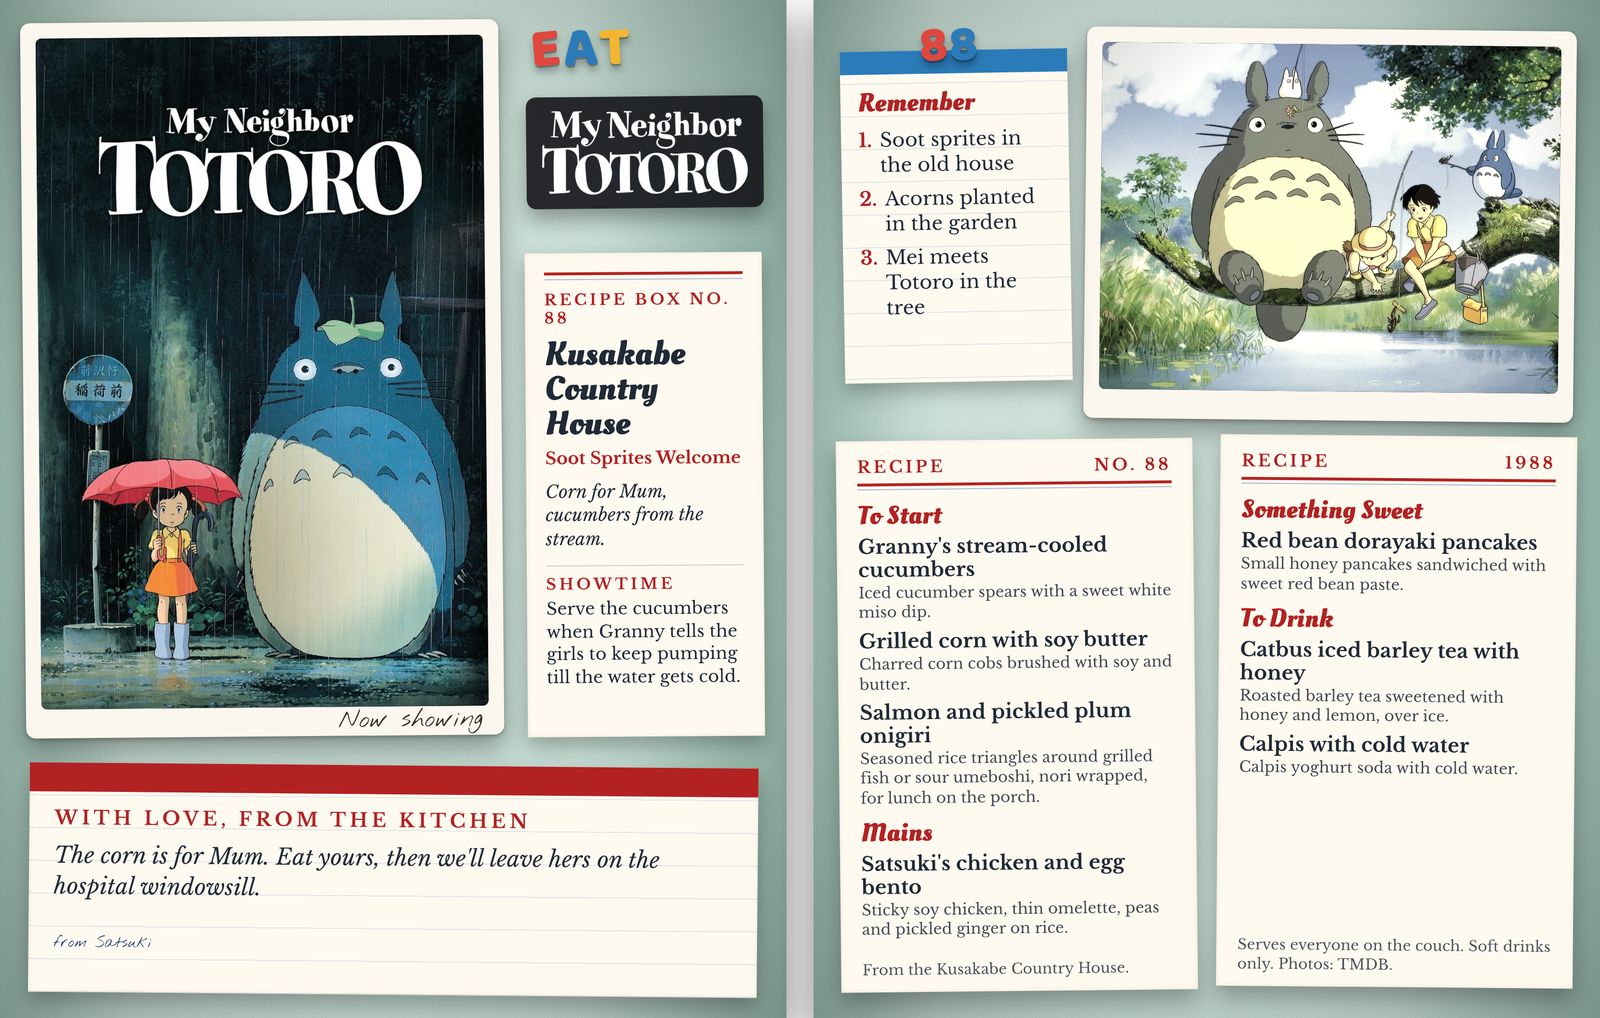 My Neighbor
TOTORO
前沢行
稲荷前
Now showing
EAT
My Neighbor
TOTORO
RECIPE BOX NO.
88
Kusakabe
Country
House
Soot Sprites Welcome
Corn for Mum,
cucumbers from the
stream.
SHOWTIME
Serve the cucumbers
when Granny tells the
girls to keep pumping
till the water gets cold.
WITH LOVE, FROM THE KITCHEN
The corn is for Mum. Eat yours, then we'll leave hers on the
hospital windowsill.
from Satsuki
88
Remember
1. Soot sprites in
the old house
2. Acorns planted
in the garden
3. Mei meets
Totoro in the
tree
RECIPE NO. 88
To Start
Granny's stream-cooled
cucumbers
Iced cucumber spears with a sweet white
miso dip.
Grilled corn with soy butter
Charred corn cobs brushed with soy and
butter.
Salmon and pickled plum
onigiri
Seasoned rice triangles around grilled
fish or sour umeboshi, nori wrapped,
for lunch on the porch.
Mains
Satsuki's chicken and egg
bento
Sticky soy chicken, thin omelette, peas
and pickled ginger on rice.
From the Kusakabe Country House.
RECIPE 1988
Something Sweet
Red bean dorayaki pancakes
Small honey pancakes sandwiched with
sweet red bean paste.
To Drink
Catbus iced barley tea with
honey
Roasted barley tea sweetened with
honey and lemon, over ice.
Calpis with cold water
Calpis yoghurt soda with cold water.
Serves everyone on the couch. Soft drinks
only. Photos: TMDB.